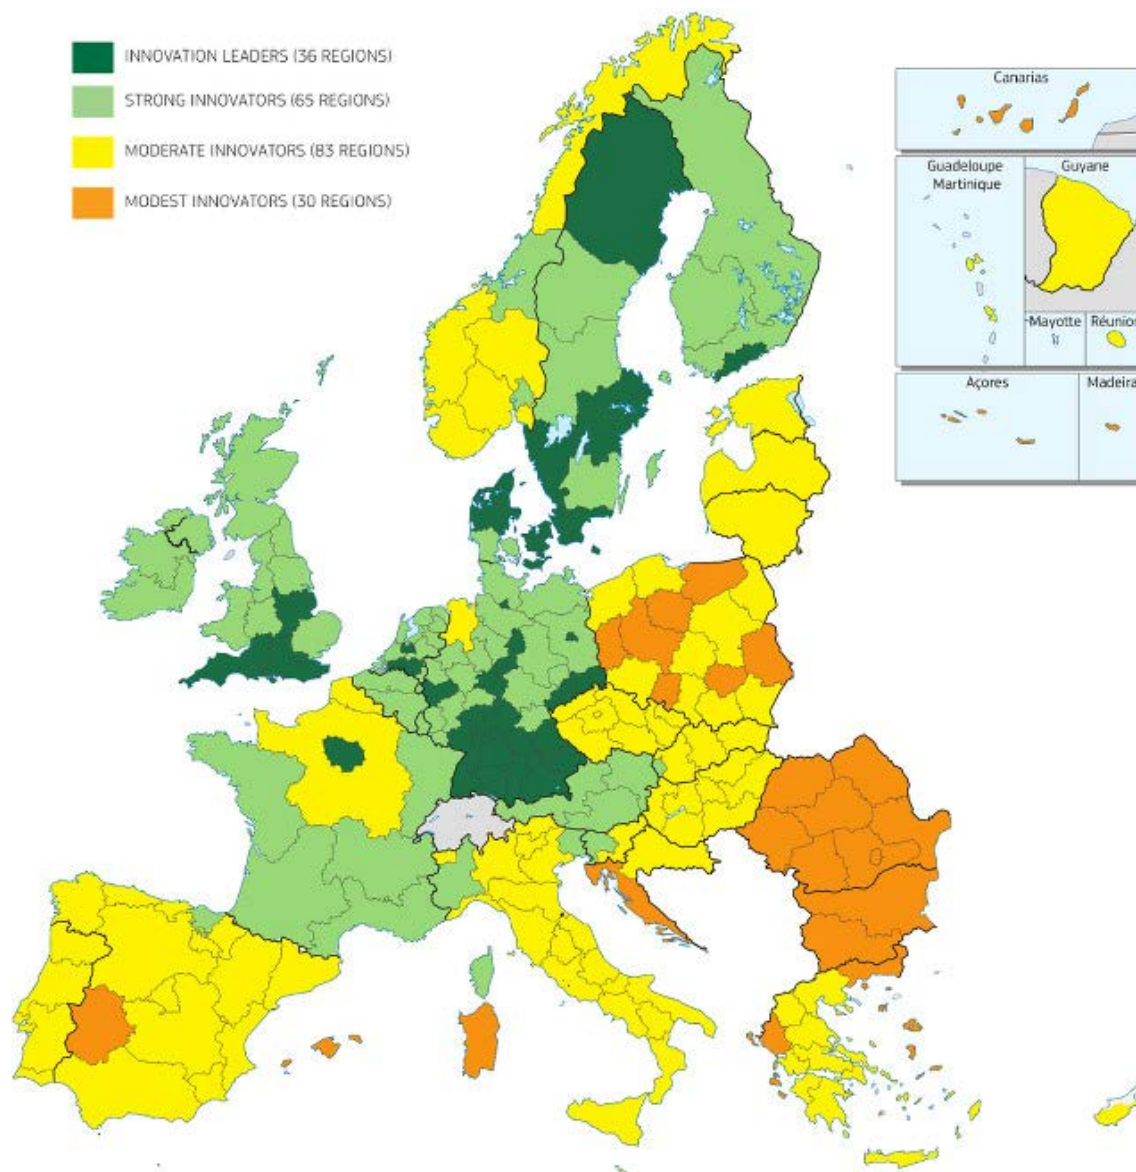 INNOVATION LEADERS (36 REGIONS)
STRONG INNOVATORS (65 REGIONS)
MODERATE INNOVATORS (83 REGIONS)
MODEST INNOVATORS (30 REGIONS)
Canarias
Guadeloupe
Martinique
Guyane
Mayotte
Réunion
Açores
Madeira